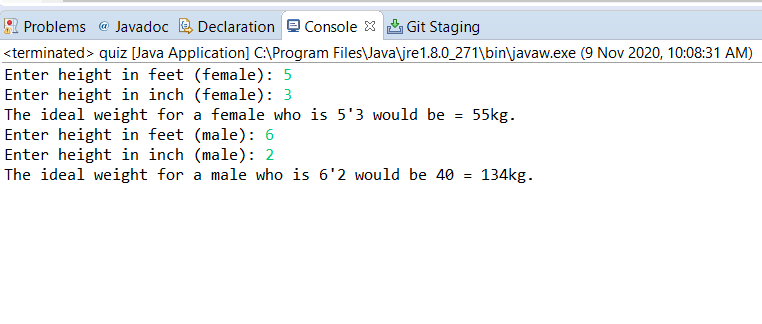 Problems @ Javadoc Declaration Console Git Staging
<terminated> quiz [Java Application] C:\Program Files\Java\jre1.8.0_271\bin\javaw.exe (9 Nov 2020, 10:08:31 AM)
Enter height in feet (female): 5
Enter height in inch (female): 3
The ideal weight for a female who is 5'3 would be = 55kg.
Enter height in feet (male): 6
Enter height in inch (male): 2
The ideal weight for a male who is 6'2 would be 40 = 134kg.